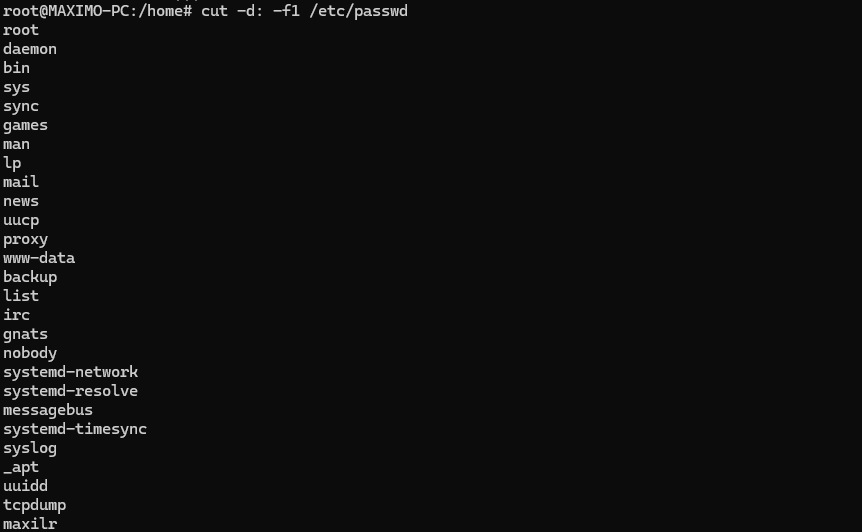 root@MAXIMO-PC:/home# cut -d: -f1 /etc/passwd
root
daemon
bin
sys
sync
games
man
lp
mail
news
uucp
proxy
www-data
backup
list
irc
gnats
nobody
systemd-network
systemd-resolve
messagebus
systemd-timesync
syslog
_apt
uuidd
tcpdump
maxilr